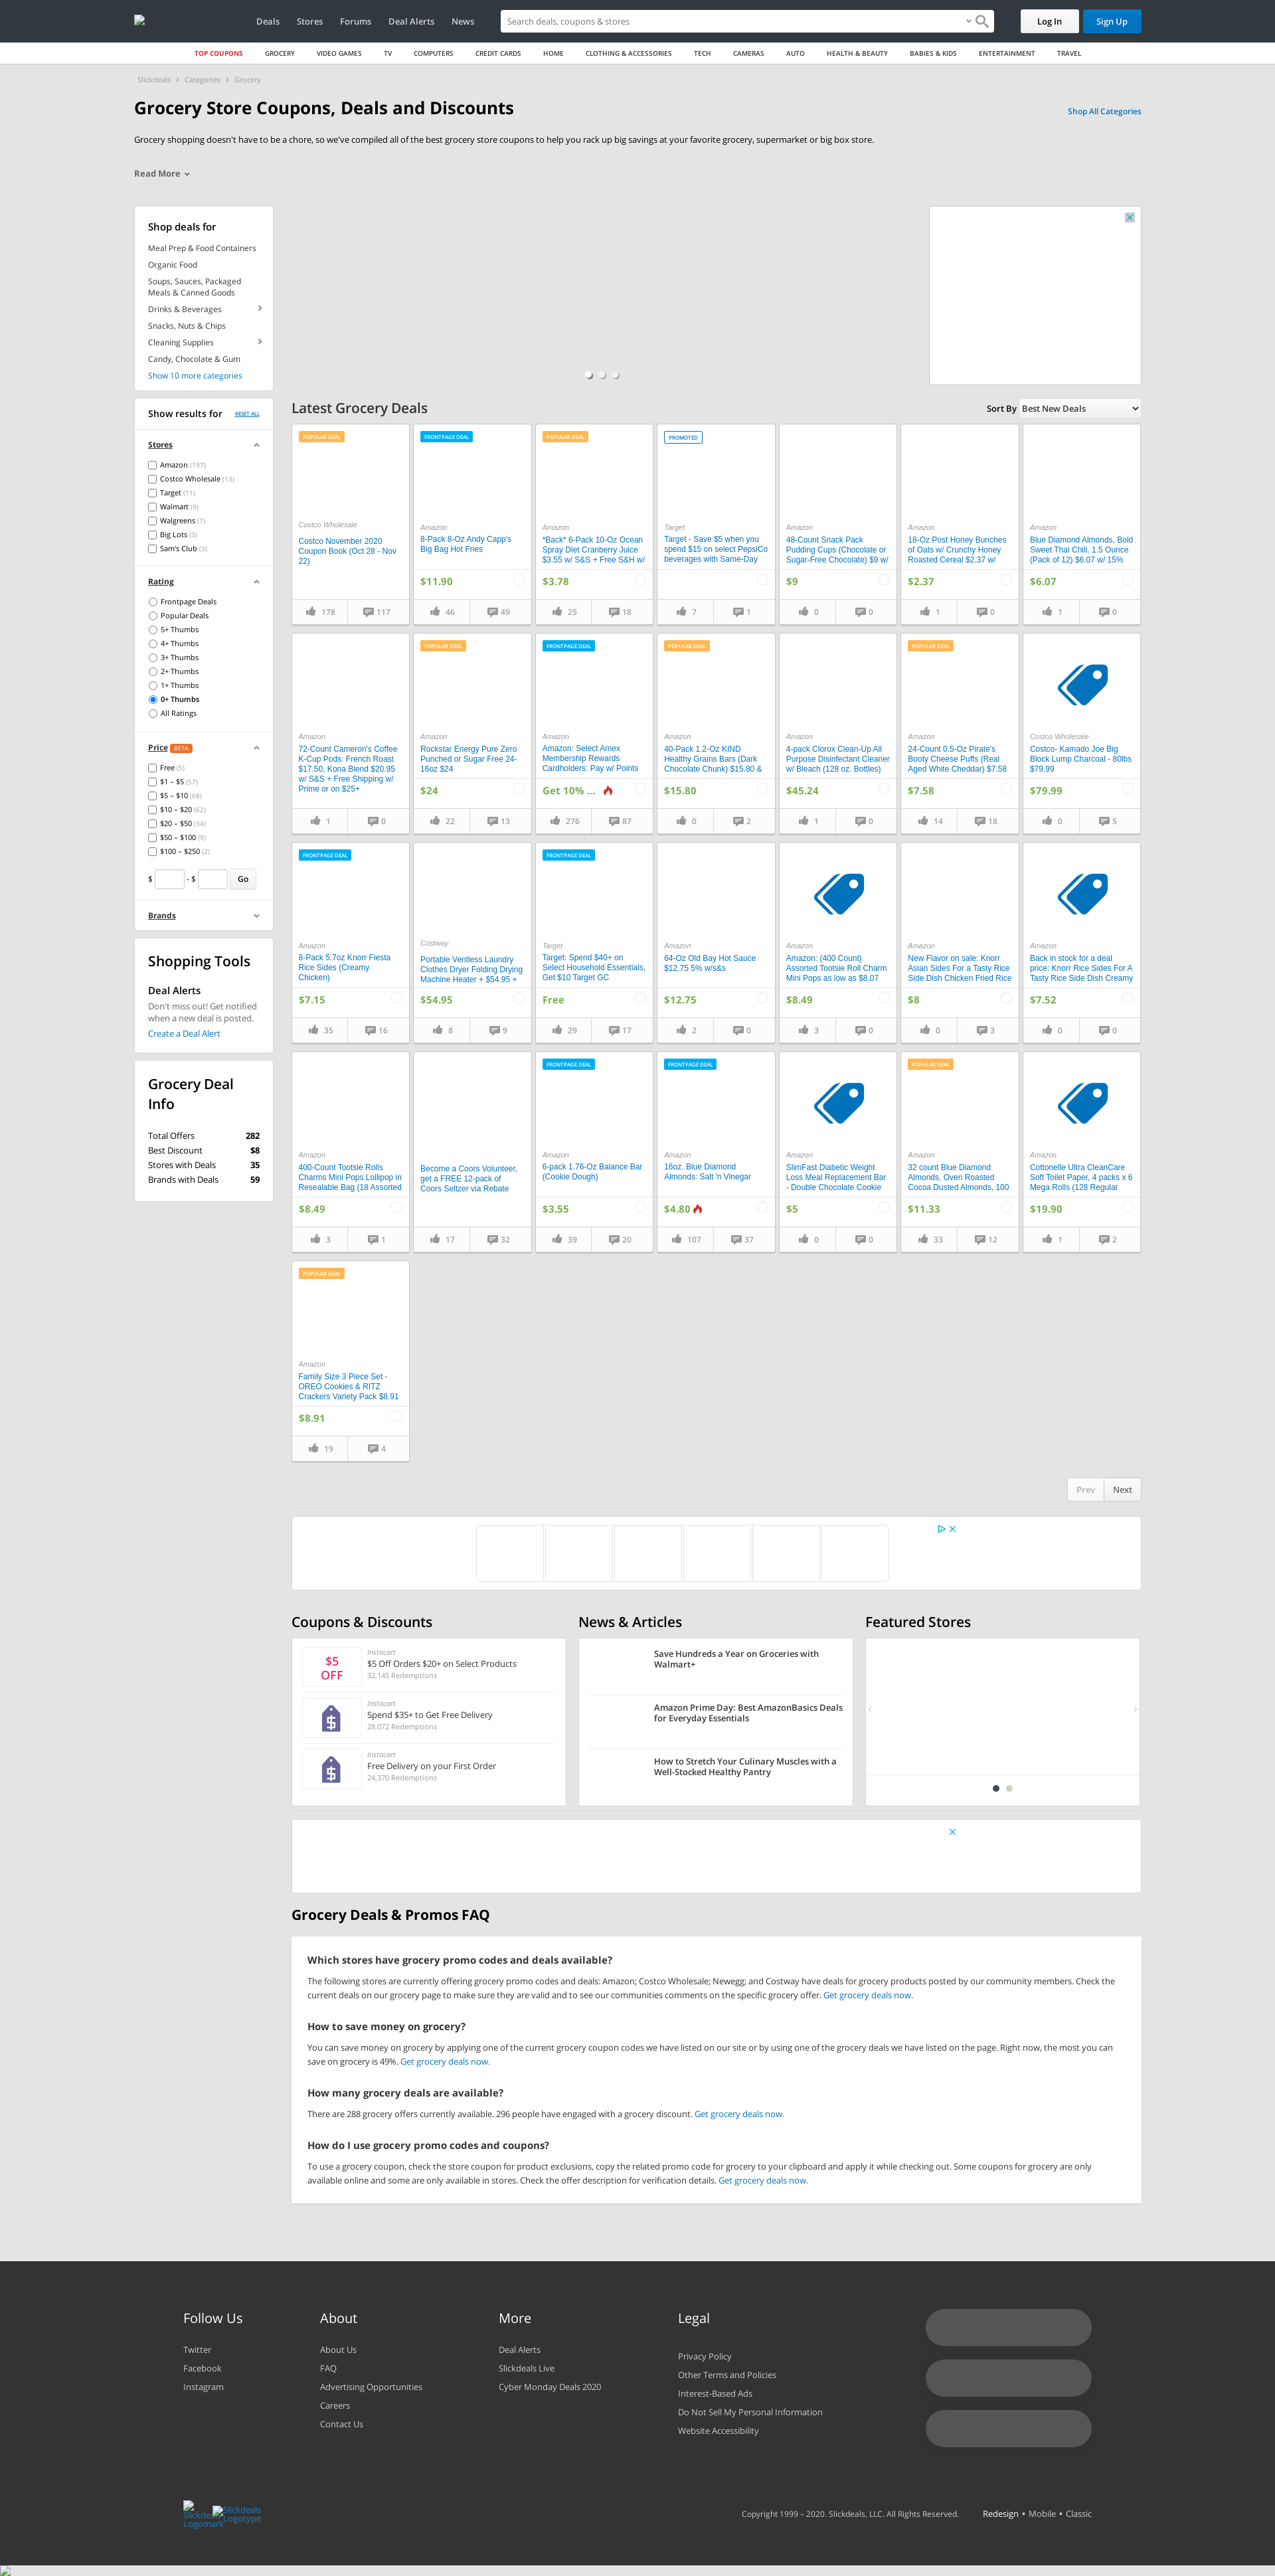 Deals Stores Forums Deal Alerts News
Search deals, coupons & stores
Log In
Sign Up
TOP COUPONS GROCERY VIDEO GAMES TV COMPUTERS CREDIT CARDS HOME CLOTHING & ACCESSORIES TECH CAMERAS AUTO HEALTH & BEAUTY BABIES & KIDS ENTERTAINMENT TRAVEL
Slickdeals › Categories › Grocery
Grocery Store Coupons, Deals and Discounts
Shop All Categories
Grocery shopping doesn't have to be a chore, so we've compiled all of the best grocery store coupons to help you rack up big savings at your favorite grocery, supermarket or big box store.
Read More
Shop deals for
Meal Prep & Food Containers
Organic Food
Soups, Sauces, Packaged
Meals & Canned Goods
Drinks & Beverages
Snacks, Nuts & Chips
Cleaning Supplies
Candy, Chocolate & Gum
Show 10 more categories
Show results for RESET ALL
Stores
Amazon (197)
Costco Wholesale (13)
Target (11)
Walmart (9)
Walgreens (7)
Big Lots (3)
Sam's Club (3)
Rating
Frontpage Deals
Popular Deals
5+ Thumbs
4+ Thumbs
3+ Thumbs
2+ Thumbs
1+ Thumbs
0+ Thumbs
All Ratings
Price BETA
Free (5)
$1 – $5 (57)
$5 – $10 (68)
$10 – $20 (62)
$20 – $50 (34)
$50 – $100 (9)
$100 – $250 (2)
$ - $ Go
Brands
Shopping Tools
Deal Alerts
Don't miss out! Get notified
when a new deal is posted.
Create a Deal Alert
Grocery Deal
Info
Total Offers 282
Best Discount $8
Stores with Deals 35
Brands with Deals 59
Latest Grocery Deals
Sort By Best New Deals
POPULAR DEAL
Costco Wholesale
Costco November 2020
Coupon Book (Oct 28 - Nov
22)
178 117
FRONTPAGE DEAL
Amazon
8-Pack 8-Oz Andy Capp's
Big Bag Hot Fries
$11.90
46 49
POPULAR DEAL
Amazon
*Back* 6-Pack 10-Oz Ocean
Spray Diet Cranberry Juice
$3.55 w/ S&S + Free S&H w/
$3.78
25 18
PROMOTED
Target
Target - Save $5 when you
spend $15 on select PepsiCo
beverages with Same-Day
7 1
Amazon
48-Count Snack Pack
Pudding Cups (Chocolate or
Sugar-Free Chocolate) $9 w/
$9
0 0
Amazon
18-Oz Post Honey Bunches
of Oats w/ Crunchy Honey
Roasted Cereal $2.37 w/
$2.37
1 0
Amazon
Blue Diamond Almonds, Bold
Sweet Thai Chili, 1.5 Ounce
(Pack of 12) $6.07 w/ 15%
$6.07
1 0
Amazon
72-Count Cameron's Coffee
K-Cup Pods: French Roast
$17.50, Kona Blend $20.95
w/ S&S + Free Shipping w/
Prime or on $25+
1 0
POPULAR DEAL
Amazon
Rockstar Energy Pure Zero
Punched or Sugar Free 24-
16oz $24
$24
22 13
FRONTPAGE DEAL
Amazon
Amazon: Select Amex
Membership Rewards
Cardholders: Pay w/ Points
Get 10% ...
276 87
POPULAR DEAL
Amazon
40-Pack 1.2-Oz KIND
Healthy Grains Bars (Dark
Chocolate Chunk) $15.80 &
$15.80
0 2
Amazon
4-pack Clorox Clean-Up All
Purpose Disinfectant Cleaner
w/ Bleach (128 oz. Bottles)
$45.24
1 0
POPULAR DEAL
Amazon
24-Count 0.5-Oz Pirate's
Booty Cheese Puffs (Real
Aged White Cheddar) $7.58
$7.58
14 18
Costco Wholesale
Costco- Kamado Joe Big
Block Lump Charcoal - 80lbs
$79.99
$79.99
0 5
FRONTPAGE DEAL
Amazon
8-Pack 5.7oz Knorr Fiesta
Rice Sides (Creamy
Chicken)
$7.15
35 16
Costway
Portable Ventless Laundry
Clothes Dryer Folding Drying
Machine Heater + $54.95 +
$54.95
8 9
FRONTPAGE DEAL
Target
Target: Spend $40+ on
Select Household Essentials,
Get $10 Target GC
Free
29 17
Amazon
64-Oz Old Bay Hot Sauce
$12.75 5% w/s&s
$12.75
2 0
Amazon
Amazon: (400 Count)
Assorted Tootsie Roll Charm
Mini Pops as low as $8.07
$8.49
3 0
Amazon
New Flavor on sale: Knorr
Asian Sides For a Tasty Rice
Side Dish Chicken Fried Rice
$8
0 3
Amazon
Back in stock for a deal
price: Knorr Rice Sides For A
Tasty Rice Side Dish Creamy
$7.52
0 0
Amazon
400-Count Tootsie Rolls
Charms Mini Pops Lollipop in
Resealable Bag (18 Assorted
$8.49
3 1
Become a Coors Volunteer,
get a FREE 12-pack of
Coors Seltzer via Rebate
17 32
FRONTPAGE DEAL
Amazon
6-pack 1.76-Oz Balance Bar
(Cookie Dough)
$3.55
39 20
FRONTPAGE DEAL
Amazon
16oz. Blue Diamond
Almonds: Salt 'n Vinegar
$4.80
107 37
Amazon
SlimFast Diabetic Weight
Loss Meal Replacement Bar
- Double Chocolate Cookie
$5
0 0
POPULAR DEAL
Amazon
32 count Blue Diamond
Almonds, Oven Roasted
Cocoa Dusted Almonds, 100
$11.33
33 12
Amazon
Cottonelle Ultra CleanCare
Soft Toilet Paper, 4 packs x 6
Mega Rolls (128 Regular
$19.90
1 2
POPULAR DEAL
Amazon
Family Size 3 Piece Set -
OREO Cookies & RITZ
Crackers Variety Pack $8.91
$8.91
19 4
Prev Next
Coupons & Discounts
$5
OFF
Instacart
$5 Off Orders $20+ on Select Products
32,145 Redemptions
Instacart
Spend $35+ to Get Free Delivery
28,072 Redemptions
Instacart
Free Delivery on your First Order
24,370 Redemptions
News & Articles
Save Hundreds a Year on Groceries with
Walmart+
Amazon Prime Day: Best AmazonBasics Deals
for Everyday Essentials
How to Stretch Your Culinary Muscles with a
Well-Stocked Healthy Pantry
Featured Stores
Grocery Deals & Promos FAQ
Which stores have grocery promo codes and deals available?
The following stores are currently offering grocery promo codes and deals: Amazon; Costco Wholesale; Newegg; and Costway have deals for grocery products posted by our community members. Check the
current deals on our grocery page to make sure they are valid and to see our communities comments on the specific grocery offer. Get grocery deals now.
How to save money on grocery?
You can save money on grocery by applying one of the current grocery coupon codes we have listed on our site or by using one of the grocery deals we have listed on the page. Right now, the most you can
save on grocery is 49%. Get grocery deals now.
How many grocery deals are available?
There are 288 grocery offers currently available. 296 people have engaged with a grocery discount. Get grocery deals now.
How do I use grocery promo codes and coupons?
To use a grocery coupon, check the store coupon for product exclusions, copy the related promo code for grocery to your clipboard and apply it while checking out. Some coupons for grocery are only
available online and some are only available in stores. Check the offer description for verification details. Get grocery deals now.
Follow Us
Twitter
Facebook
Instagram
About
About Us
FAQ
Advertising Opportunities
Careers
Contact Us
More
Deal Alerts
Slickdeals Live
Cyber Monday Deals 2020
Legal
Privacy Policy
Other Terms and Policies
Interest-Based Ads
Do Not Sell My Personal Information
Website Accessibility
Slickdeals
Logomark
Slickdeals
Logotype
Copyright 1999 – 2020. Slickdeals, LLC. All Rights Reserved.
Redesign • Mobile • Classic